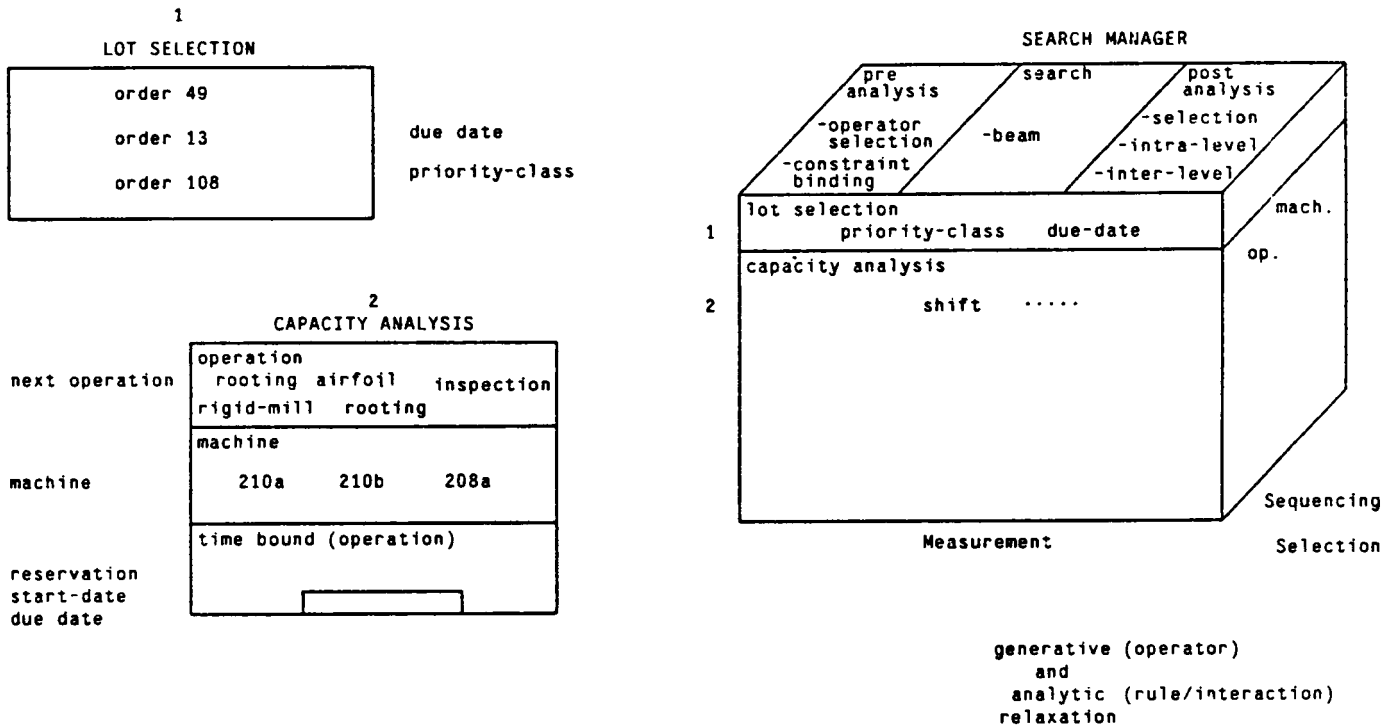 1
LOT SELECTION
order 49
order 13
order 108
due date
priority-class
2
CAPACITY ANALYSIS
next operation
operation
rooting airfoil inspection
rigid-mill rooting
machine
machine
210a 210b 208a
time bound (operation)
reservation
start-date
due date
SEARCH MANAGER
pre
analysis
-operator
selection
-constraint
binding
search
-beam
post
analysis
-selection
-intra-level
-inter-level
1
lot selection
priority-class due-date
mach.
op.
2
capacity analysis
shift .....
Measurement
Sequencing
Selection
generative (operator)
and
analytic (rule/interaction)
relaxation